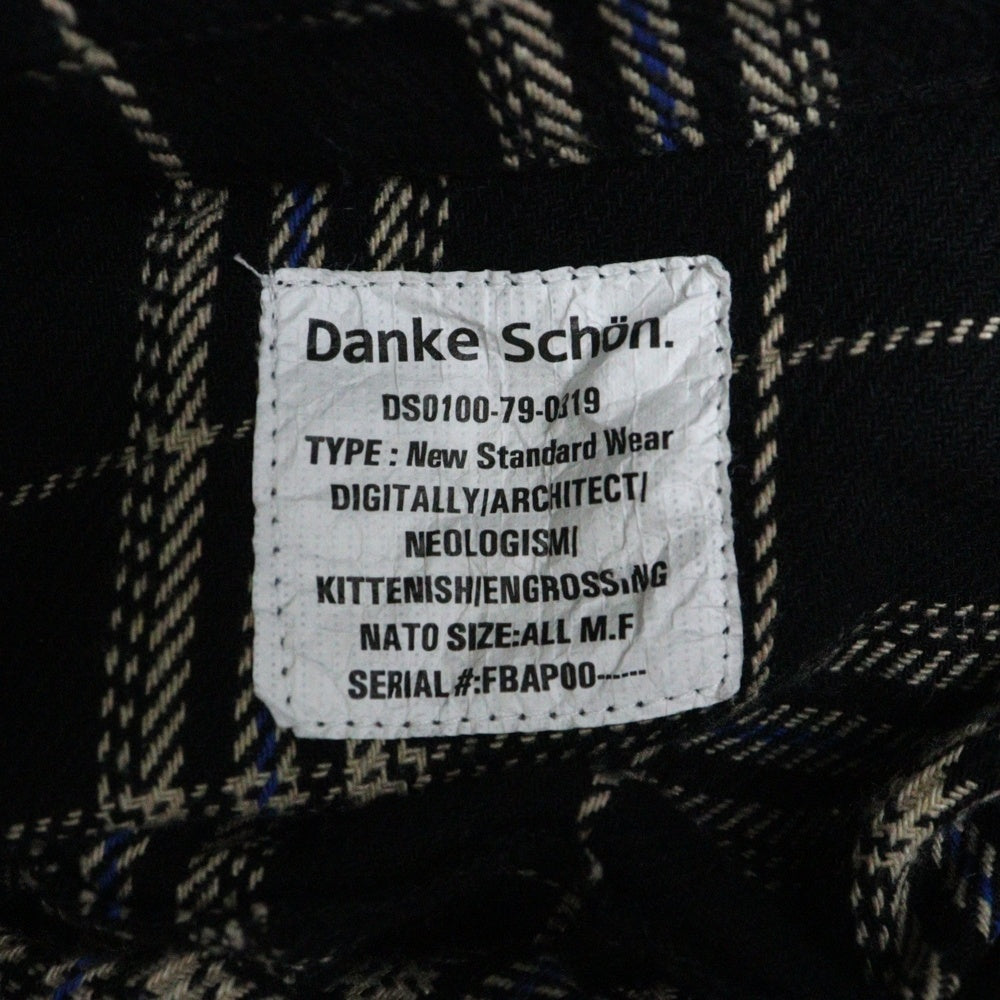 Danke Schön.
DS0100-79-0319
TYPE : New Standard Wear
DIGITALLY/ARCHITECT/
NEOLOGISM/
KITTENISH/ENGROSSING
NATO SIZE:ALL M.F
SERIAL#:FBAP00------